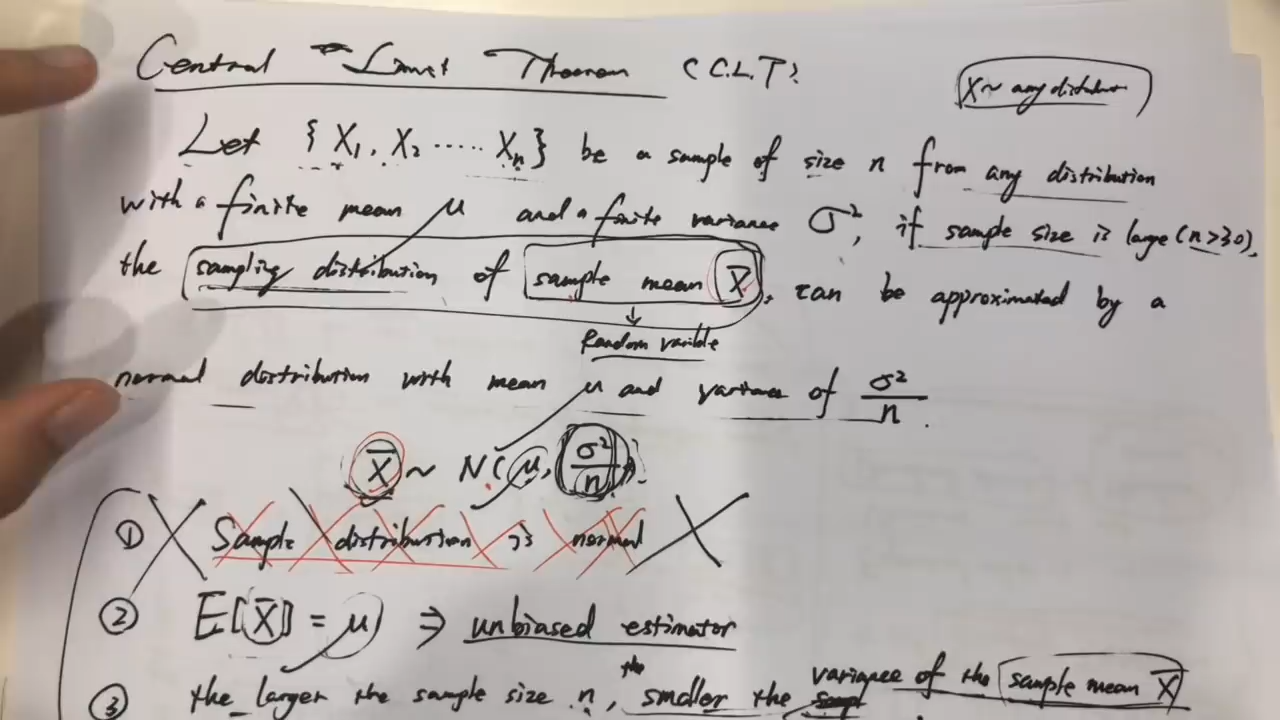 Central Limit Theorem (C.L.T)
X ~ any distribution
Let {X₁, X₂ ..... Xₙ} be a sample of size n from any distribution
with a finite mean μ and a finite variance σ², if sample size is large (n>30),
the sampling distribution of sample mean X̄, can be approximated by a
↓
Random varible
normal distribution with mean μ and variance of σ²/n.
X̄ ~ N(μ, σ²/n)
① X Sample distribution is normal X
② E[X̄] = μ ⇒ unbiased estimator
③ the larger the sample size n, the smaller the variance of the sample mean X̄